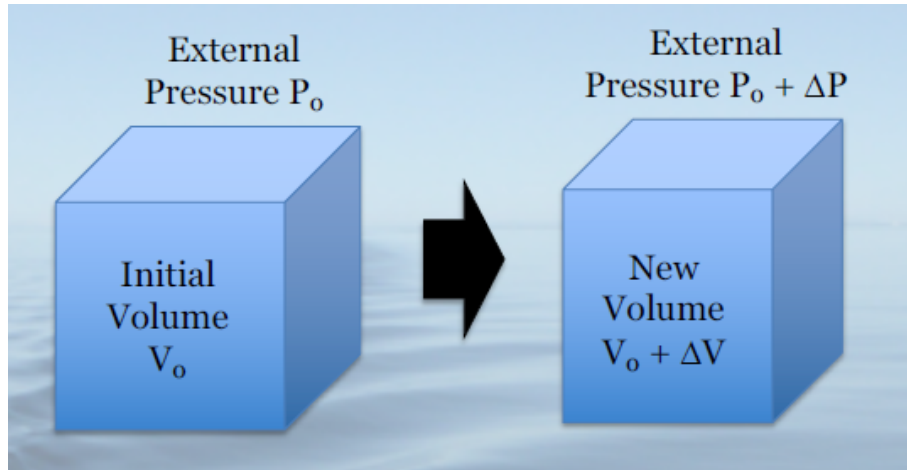 External
Pressure Pₒ
External
Pressure Pₒ + ΔP
Initial
Volume
Vₒ
New
Volume
Vₒ + ΔV